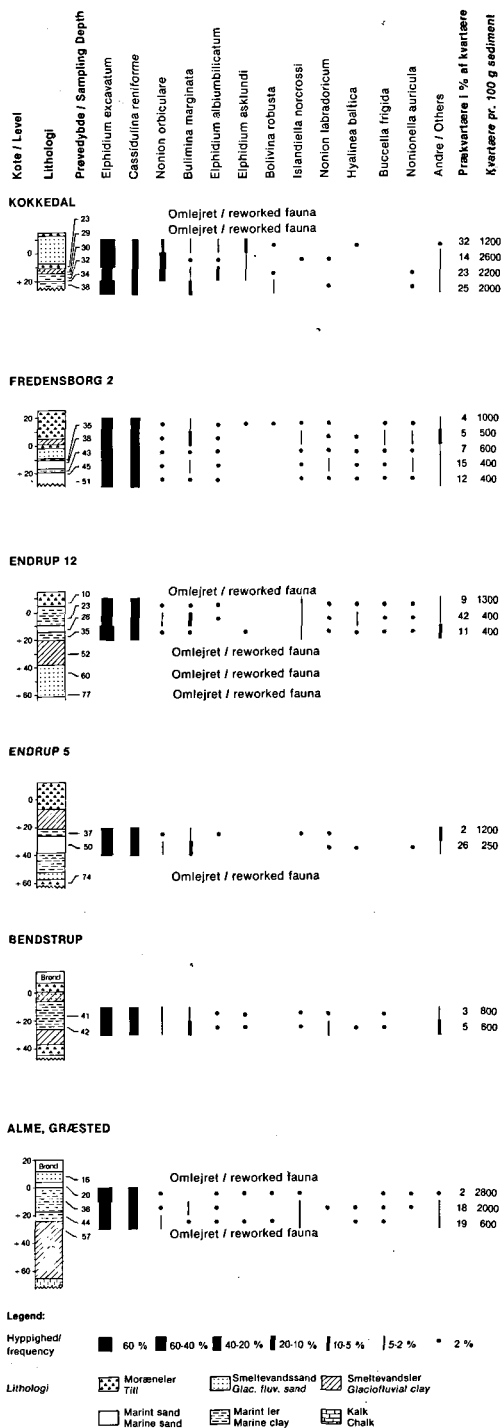 Kote / Level
Lithologi
Prøvedybde / Sampling Depth
Elphidium excavatum
Cassidulina reniforme
Nonion orbiculare
Bulimina marginata
Elphidium albiumbilicatum
Elphidium asklundi
Bolivina robusta
Islandiella norcrossi
Nonion labradoricum
Hyalinea baltica
Buccella frigida
Nonionella auricula
Andre / Others
Prækvartære i % af kvartære
Kvartære pr. 100 g sediment
KOKKEDAL
Omlejret / reworked fauna
Omlejret / reworked fauna
23
29
30
32
34
38
0
+ 20
32 1200
14 2600
23 2200
25 2000
FREDENSBORG 2
20
0
+ 20
35
38
43
45
51
4 1000
5 500
7 600
15 400
12 400
ENDRUP 12
Omlejret / reworked fauna
0
+ 20
+ 40
+ 60
10
23
28
35
52
60
77
9 1300
42 400
11 400
Omlejret / reworked fauna
Omlejret / reworked fauna
Omlejret / reworked fauna
ENDRUP 5
0
+ 20
+ 40
+ 60
37
50
74
2 1200
26 250
Omlejret / reworked fauna
BENDSTRUP
Brønd
0
+ 20
+ 40
41
42
3 800
5 600
ALME, GRÆSTED
20
Brønd
0
+ 20
+ 40
+ 60
16
20
36
44
57
Omlejret / reworked fauna
2 2800
18 2000
19 600
Omlejret / reworked fauna
Legend:
Hyppighed/
frequency
60 % 60-40 % 40-20 % 20-10 % 10-5 % 5-2 % 2 %
Lithologi
Moræneler
Till
Smeltevandssand
Glac. fluv. sand
Smeltevandsler
Glaciofluvial clay
Marint sand
Marine sand
Marint ler
Marine clay
Kalk
Chalk